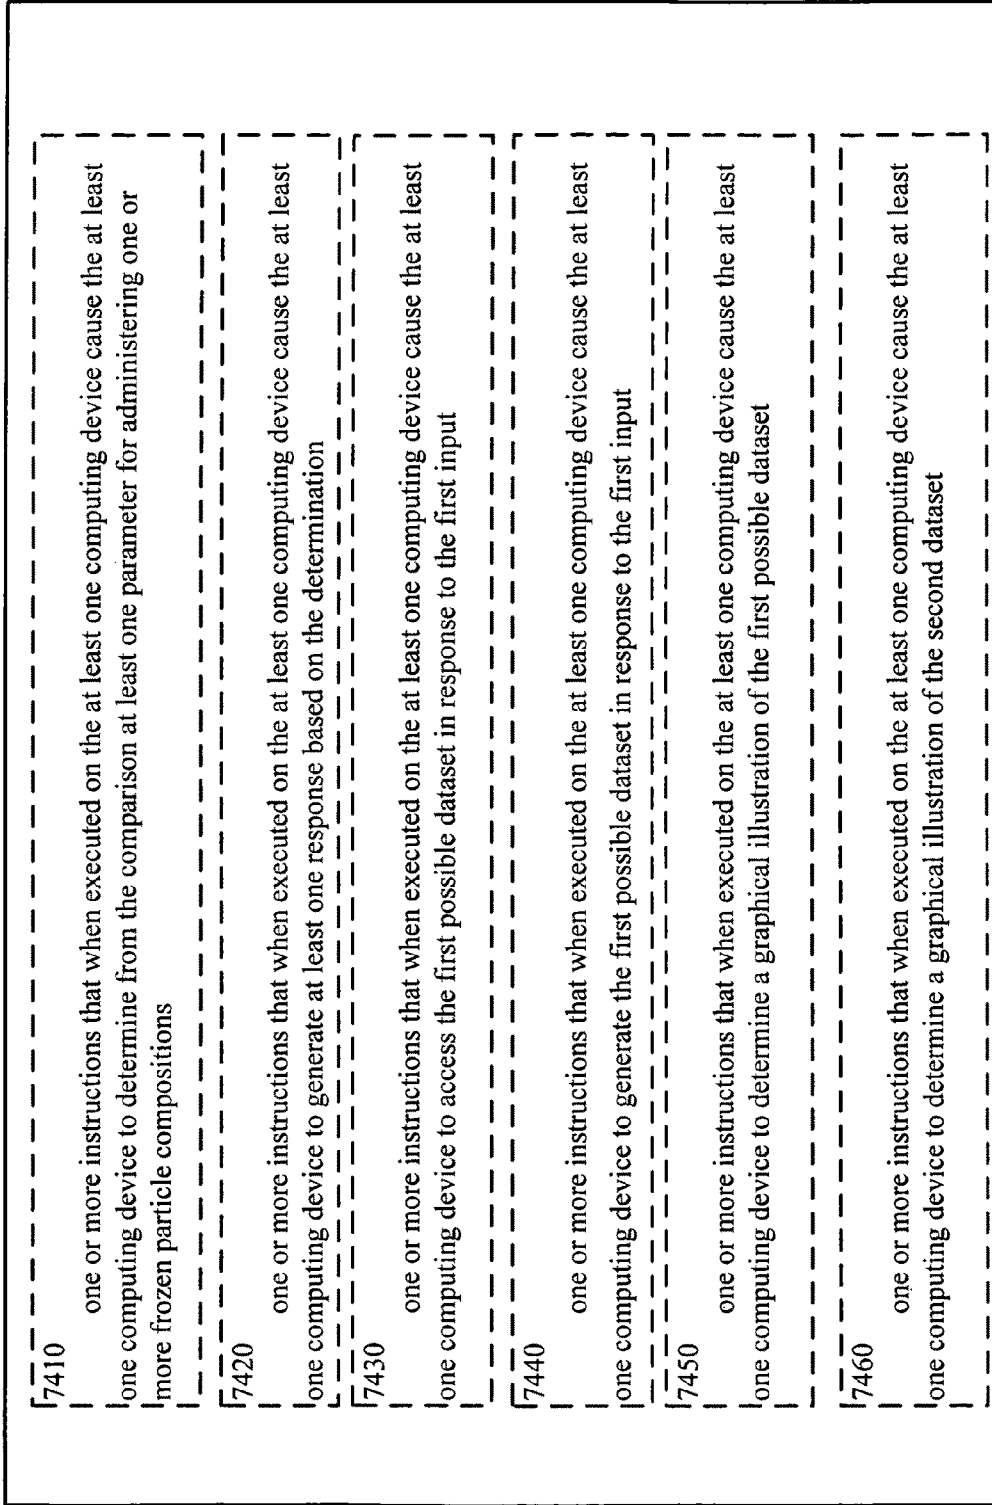 7410
one or more instructions that when executed on the at least one computing device cause the at least
one computing device to determine from the comparison at least one parameter for administering one or
more frozen particle compositions
7420
one or more instructions that when executed on the at least one computing device cause the at least
one computing device to generate at least one response based on the determination
7430
one or more instructions that when executed on the at least one computing device cause the at least
one computing device to access the first possible dataset in response to the first input
7440
one or more instructions that when executed on the at least one computing device cause the at least
one computing device to generate the first possible dataset in response to the first input
7450
one or more instructions that when executed on the at least one computing device cause the at least
one computing device to determine a graphical illustration of the first possible dataset
7460
one or more instructions that when executed on the at least one computing device cause the at least
one computing device to determine a graphical illustration of the second dataset